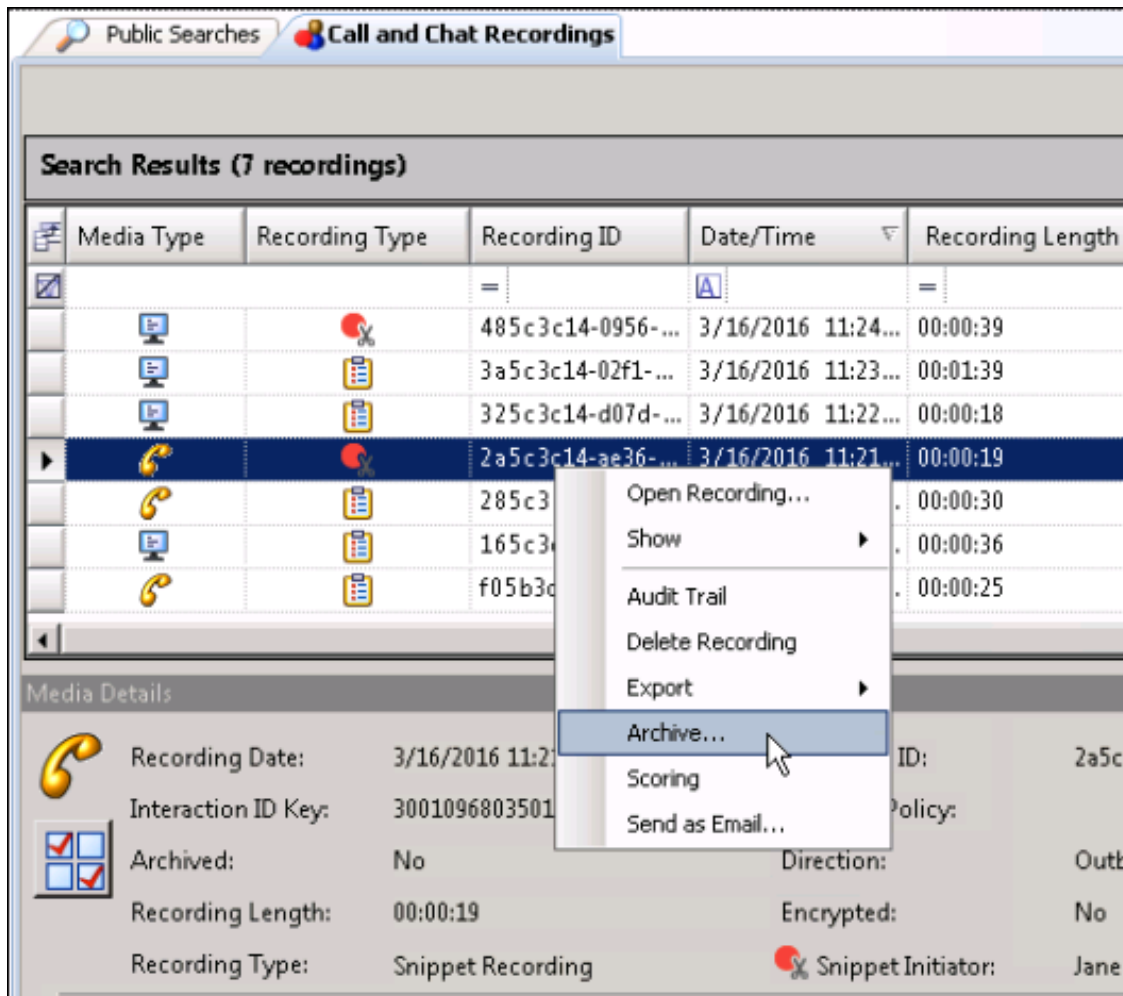 Public Searches Call and Chat Recordings
Search Results (7 recordings)
Media Type Recording Type Recording ID Date/Time Recording Length
= A =
485c3c14-0956-... 3/16/2016 11:24... 00:00:39
3a5c3c14-02f1-... 3/16/2016 11:23... 00:01:39
325c3c14-d07d-... 3/16/2016 11:22... 00:00:18
2a5c3c14-ae36-... 3/16/2016 11:21... 00:00:19
285c3 . 00:00:30
165c3 . 00:00:36
f05b3 . 00:00:25
Open Recording...
Show
Audit Trail
Delete Recording
Export
Archive...
Scoring
Send as Email...
Media Details
Recording Date: 3/16/2016 11:2 ID: 2a5c
Interaction ID Key: 3001096803501 Policy:
Archived: No Direction: Outb
Recording Length: 00:00:19 Encrypted: No
Recording Type: Snippet Recording Snippet Initiator: Jane